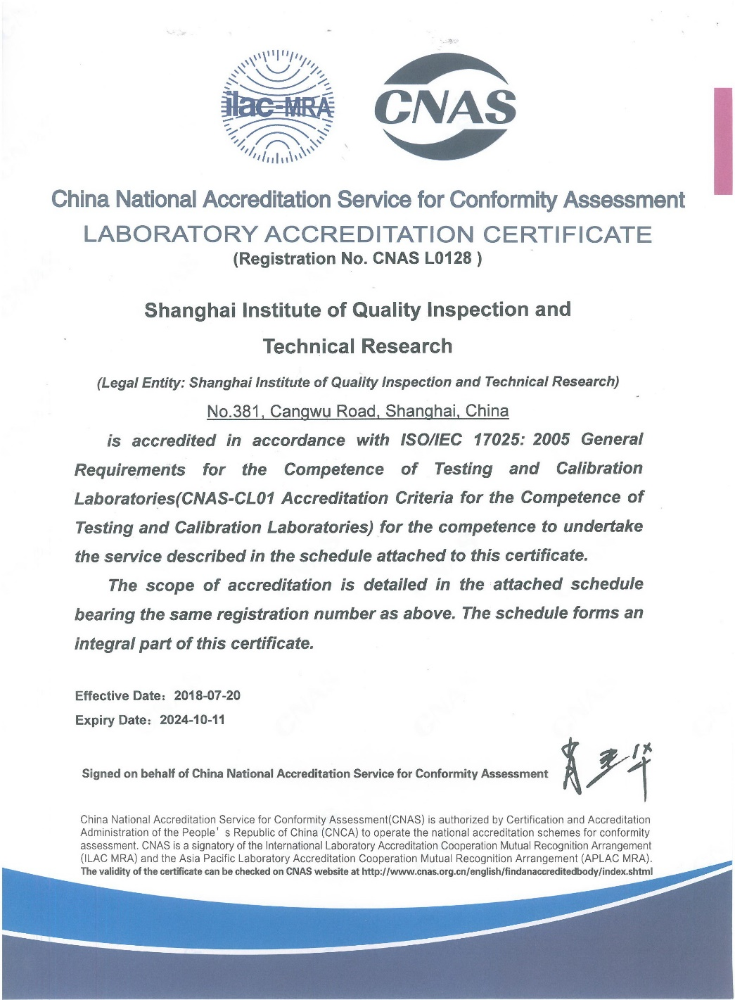 ilac-MRA
CNAS
China National Accreditation Service for Conformity Assessment
LABORATORY ACCREDITATION CERTIFICATE
(Registration No. CNAS L0128 )
Shanghai Institute of Quality Inspection and
Technical Research
(Legal Entity: Shanghai Institute of Quality Inspection and Technical Research)
No.381, Cangwu Road, Shanghai, China
is accredited in accordance with ISO/IEC 17025: 2005 General
Requirements for the Competence of Testing and Calibration
Laboratories(CNAS-CL01 Accreditation Criteria for the Competence of
Testing and Calibration Laboratories) for the competence to undertake
the service described in the schedule attached to this certificate.
The scope of accreditation is detailed in the attached schedule
bearing the same registration number as above. The schedule forms an
integral part of this certificate.
Effective Date：2018-07-20
Expiry Date：2024-10-11
Signed on behalf of China National Accreditation Service for Conformity Assessment
China National Accreditation Service for Conformity Assessment(CNAS) is authorized by Certification and Accreditation
Administration of the People' s Republic of China (CNCA) to operate the national accreditation schemes for conformity
assessment. CNAS is a signatory of the International Laboratory Accreditation Cooperation Mutual Recognition Arrangement
(ILAC MRA) and the Asia Pacific Laboratory Accreditation Cooperation Mutual Recognition Arrangement (APLAC MRA).
The validity of the certificate can be checked on CNAS website at http://www.cnas.org.cn/english/findanaccreditedbody/index.shtml